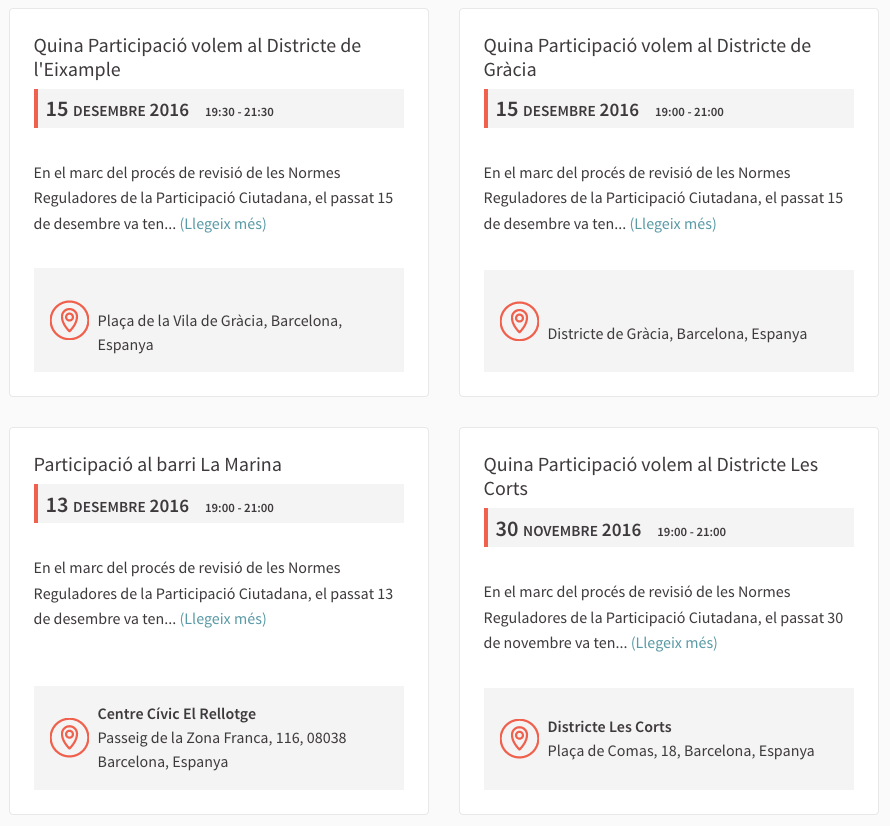 Quina Participació volem al Districte de
l'Eixample
15 DESEMBRE 2016 19:30 - 21:30
En el marc del procés de revisió de les Normes
Reguladores de la Participació Ciutadana, el passat 15
de desembre va ten... (Llegeix més)
Plaça de la Vila de Gràcia, Barcelona,
Espanya
Quina Participació volem al Districte de
Gràcia
15 DESEMBRE 2016 19:00 - 21:00
En el marc del procés de revisió de les Normes
Reguladores de la Participació Ciutadana, el passat 15
de desembre va ten... (Llegeix més)
Districte de Gràcia, Barcelona, Espanya
Participació al barri La Marina
13 DESEMBRE 2016 19:00 - 21:00
En el marc del procés de revisió de les Normes
Reguladores de la Participació Ciutadana, el passat 13
de desembre va ten... (Llegeix més)
Centre Cívic El Rellotge
Passeig de la Zona Franca, 116, 08038
Barcelona, Espanya
Quina Participació volem al Districte Les
Corts
30 NOVEMBRE 2016 19:00 - 21:00
En el marc del procés de revisió de les Normes
Reguladores de la Participació Ciutadana, el passat 30
de novembre va ten... (Llegeix més)
Districte Les Corts
Plaça de Comas, 18, Barcelona, Espanya